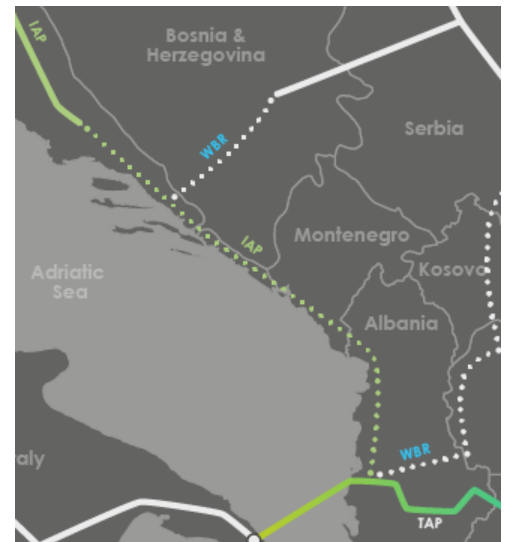 IAP
Bosnia &
Herzegovina
Serbia
WBR
Montenegro
IAP
Kosovo
Adriatic
Sea
Albania
WBR
aly
TAP